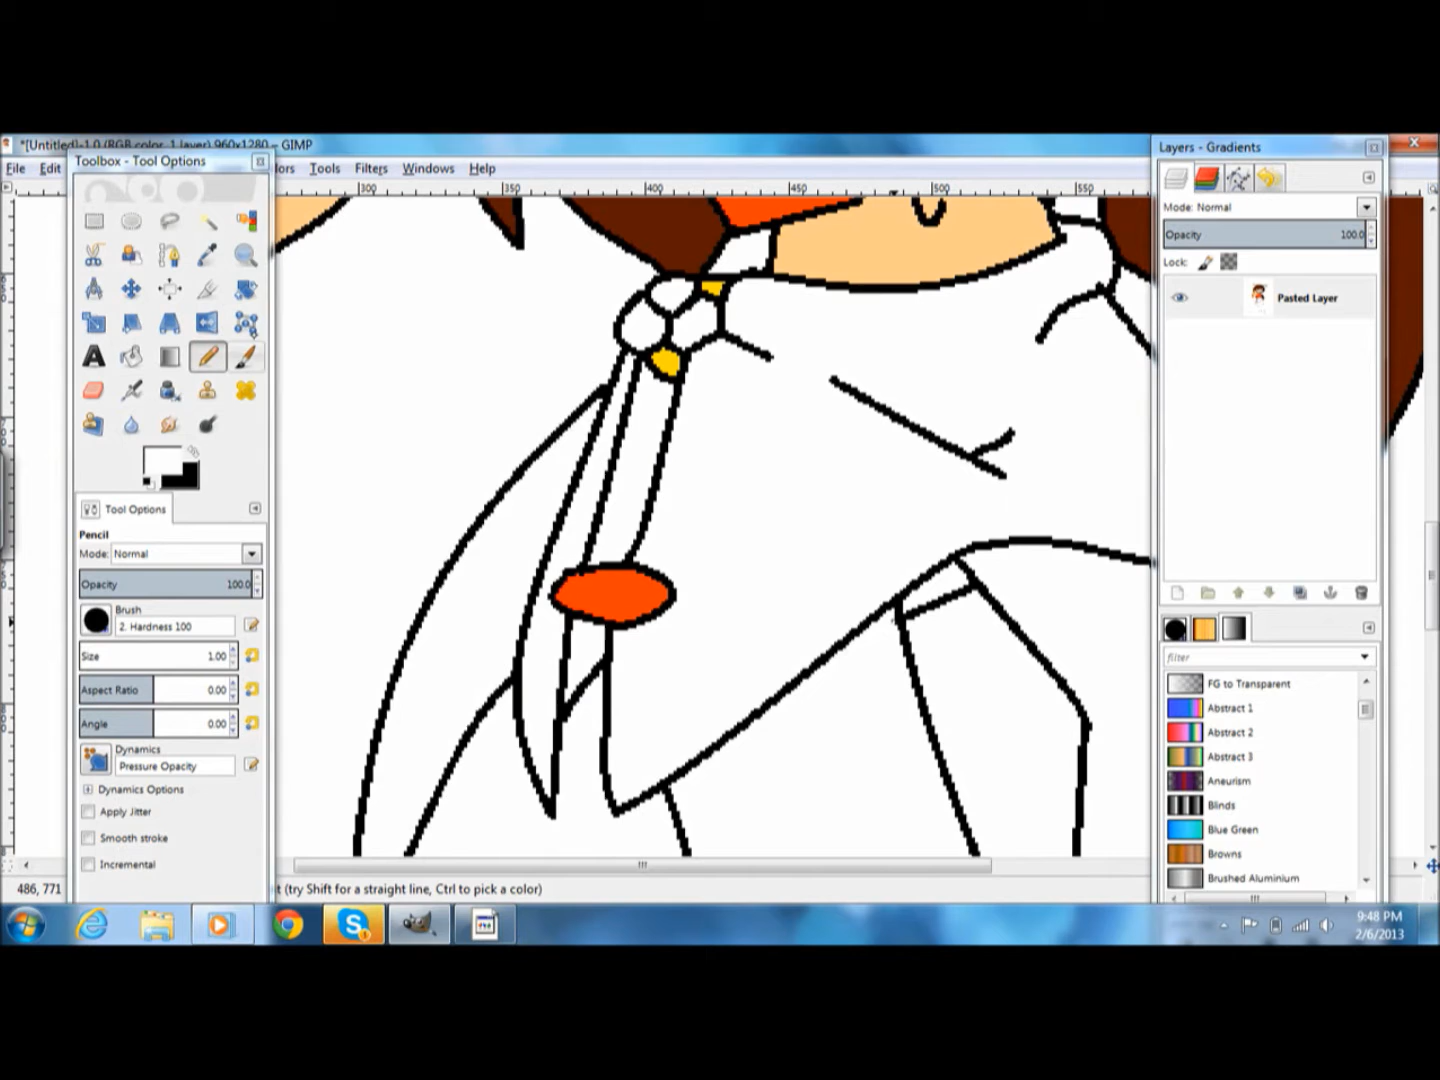 *[Untitled]-1.0 (RGB color, 1 layer) 960x1280 – GIMP
File Edit
Toolbox - Tool Options
ors Tools Filters Windows Help
Layers - Gradients
300 350 400 450 500 550
Mode: Normal
Opacity 100.0
Lock:
Pasted Layer
Tool Options
Pencil
Mode: Normal
Opacity 100.0
Brush
2. Hardness 100
Size 1.00
Aspect Ratio 0.00
Angle 0.00
Dynamics
Pressure Opacity
Dynamics Options
Apply Jitter
Smooth stroke
Incremental
filter
FG to Transparent
Abstract 1
Abstract 2
Abstract 3
Aneurism
Blinds
Blue Green
Browns
Brushed Aluminium
486, 771
t (try Shift for a straight line, Ctrl to pick a color)
9:48 PM
2/6/2013